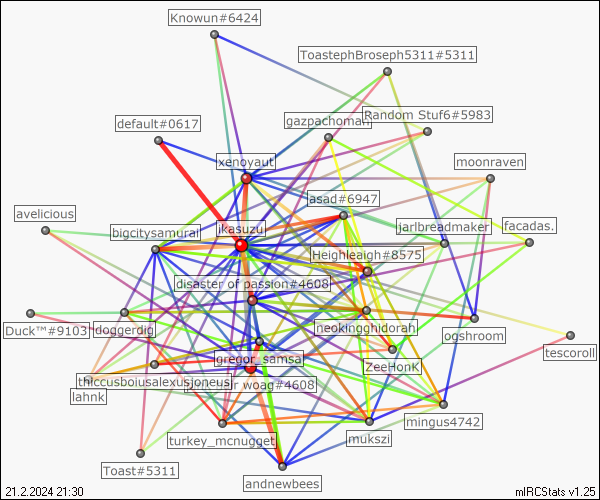 Knowun#6424
ToastephBroseph5311#5311
default#0617
gazpachoman
Random Stuf6#5983
xenoyaut
moonraven
asad#6947
avelicious
bigcitysamurai
ikasuzu
jarlbreadmaker
facadas.
Heighleaigh#8575
disaster of passion#4608
Duck™#9103
doggerdig
neokingghidorah
ogshroom
tescoroll
gregor_samsa
ZeeHonK
woag#4608
lahnk
mingus4742
turkey_mcnugget
mukszi
Toast#5311
andnewbees
21.2.2024 21:30
mIRCStats v1.25